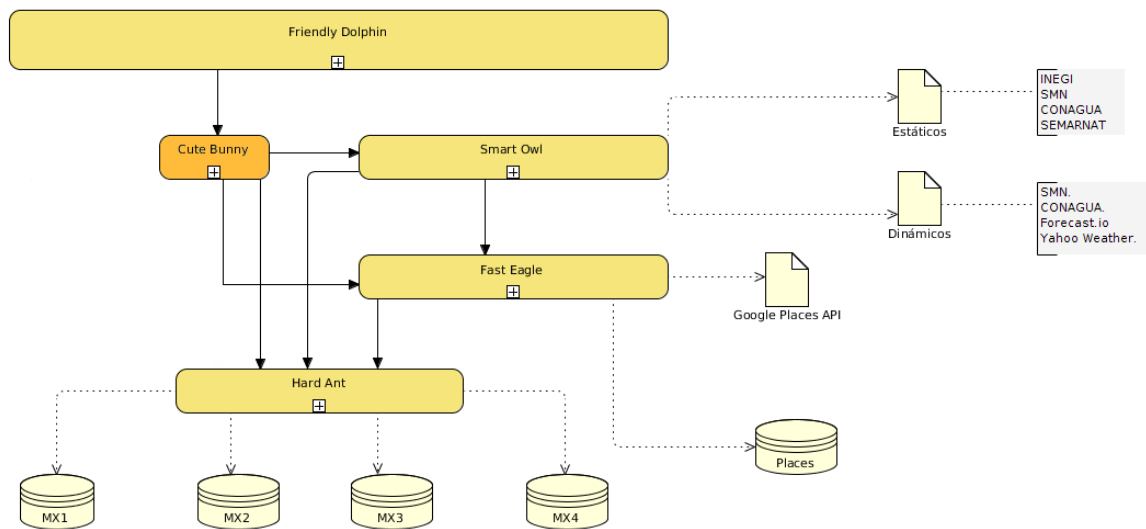 Friendly Dolphin
INEGI
SMN
CONAGUA
SEMARNAT
Estáticos
Cute Bunny
Smart Owl
SMN.
CONAGUA.
Forecast.io
Yahoo Weather.
Dinámicos
Fast Eagle
Google Places API
Hard Ant
Places
MX1
MX2
MX3
MX4